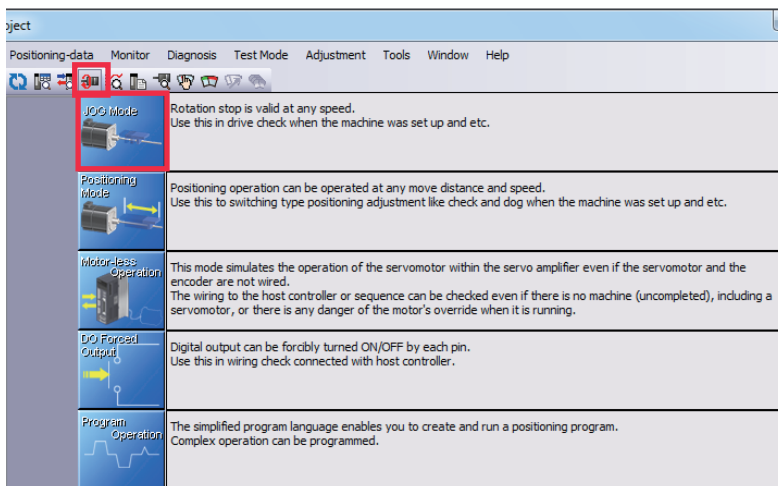 oject
Positioning-data Monitor Diagnosis Test Mode Adjustment Tools Window Help
JOG Mode
Rotation stop is valid at any speed.
Use this in drive check when the machine was set up and etc.
Positioning
Mode
Positioning operation can be operated at any move distance and speed.
Use this to switching type positioning adjustment like check and dog when the machine was set up and etc.
Motor-less
Operation
This mode simulates the operation of the servomotor within the servo amplifier even if the servomotor and the
encoder are not wired.
The wiring to the host controller or sequence can be checked even if there is no machine (uncompleted), including a
servomotor, or there is any danger of the motor's override when it is running.
DO Forced
Output
Digital output can be forcibly turned ON/OFF by each pin.
Use this in wiring check connected with host controller.
Program
Operation
The simplified program language enables you to create and run a positioning program.
Complex operation can be programmed.